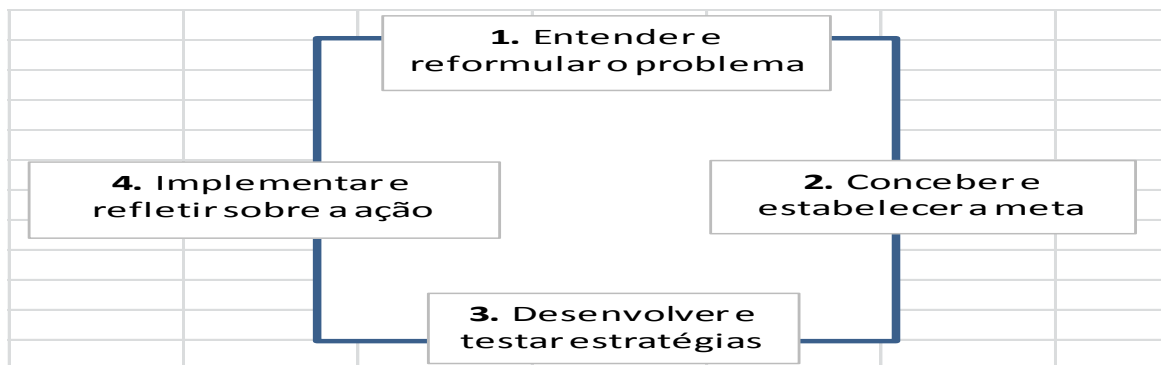 1. Entender e
reformular o problema
4. Implementar e
refletir sobre a ação
2. Conceber e
estabelecer a meta
3. Desenvolver e
testar estratégias